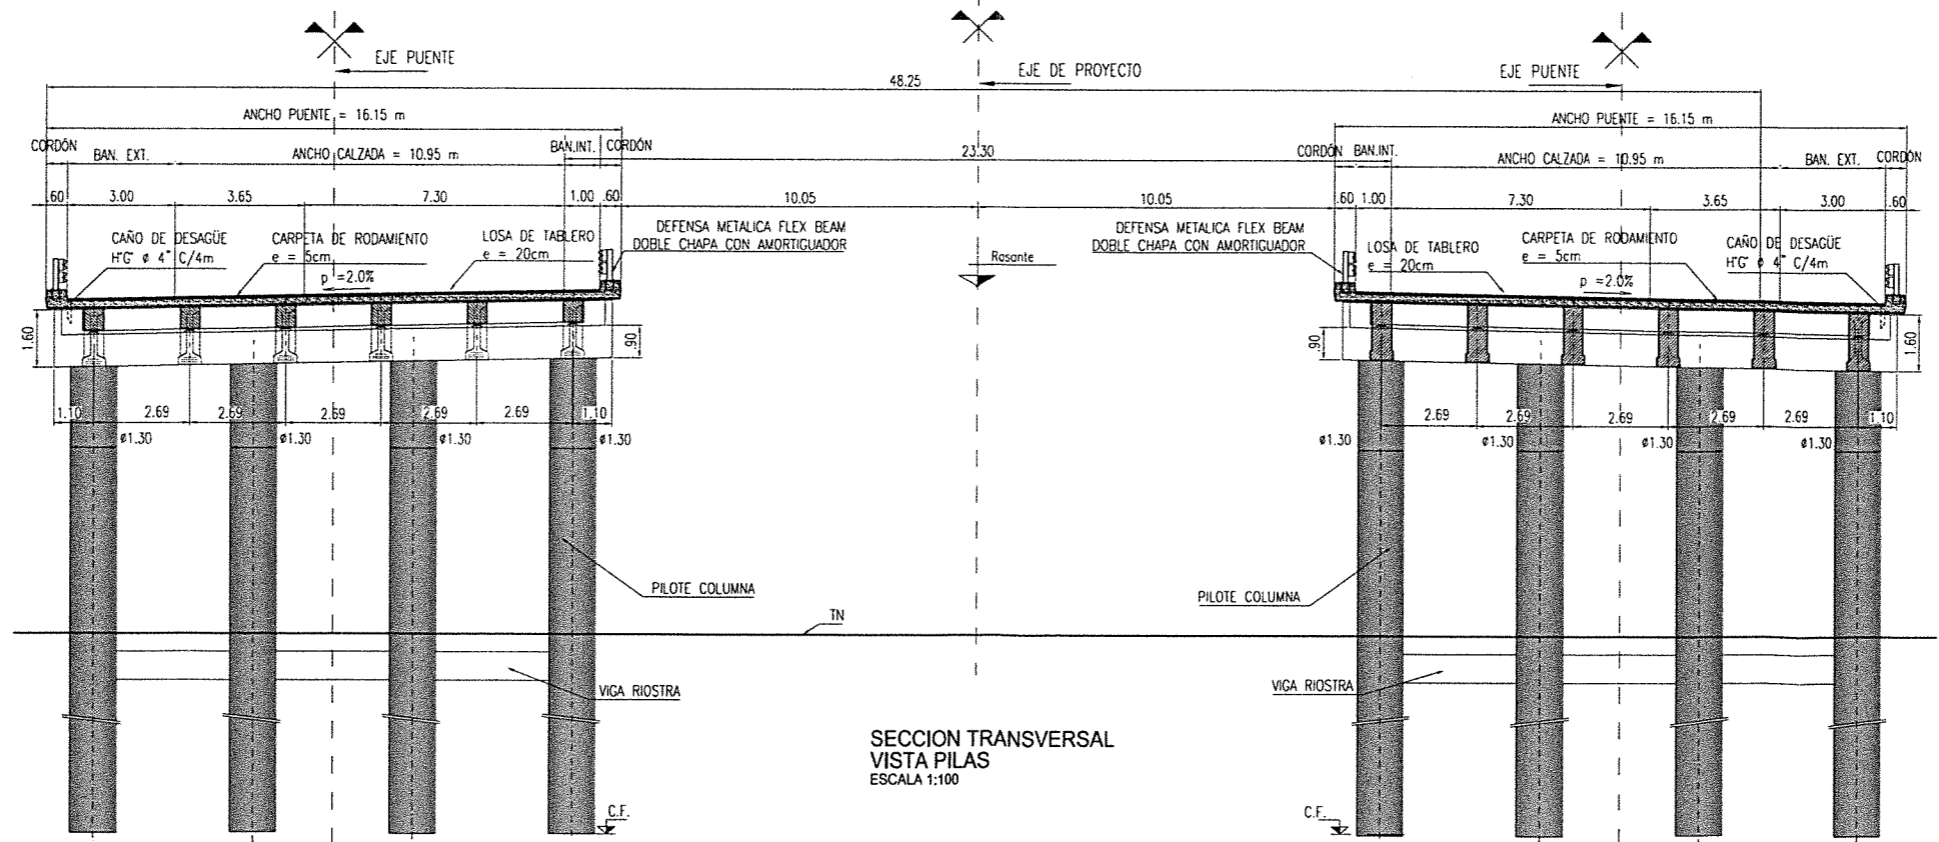 EJE PUENTE
EJE DE PROYECTO
EJE PUENTE
48.25
ANCHO PUENTE = 16.15 m
ANCHO PUENTE = 16.15 m
CORDÓN
BAN. EXT.
ANCHO CALZADA = 10.95 m
BAN.INT.
CORDÓN
23.30
CORDÓN
BAN.INT.
ANCHO CALZADA = 10.95 m
BAN. EXT.
CORDÓN
.60
3.00
3.65
7.30
1.00
.60
10.05
10.05
.60
1.00
7.30
3.65
3.00
.60
CAÑO DE DESAGÜE
H°G° ø 4" C/4m
CARPETA DE RODAMIENTO
e = 5cm
LOSA DE TABLERO
e = 20cm
DEFENSA METALICA FLEX BEAM
DOBLE CHAPA CON AMORTIGUADOR
p =2.0%
Rasante
DEFENSA METALICA FLEX BEAM
DOBLE CHAPA CON AMORTIGUADOR
LOSA DE TABLERO
e = 20cm
CARPETA DE RODAMIENTO
e = 5cm
CAÑO DE DESAGÜE
H°G° ø 4" C/4m
p =2.0%
1.60
.90
.90
1.60
1.10
2.69
2.69
2.69
2.69
2.69
1.10
2.69
2.69
2.69
2.69
2.69
1.10
ø1.30
ø1.30
ø1.30
ø1.30
ø1.30
ø1.30
ø1.30
ø1.30
PILOTE COLUMNA
PILOTE COLUMNA
TN
VIGA RIOSTRA
VIGA RIOSTRA
SECCION TRANSVERSAL
VISTA PILAS
ESCALA 1:100
C.F.
C.F.